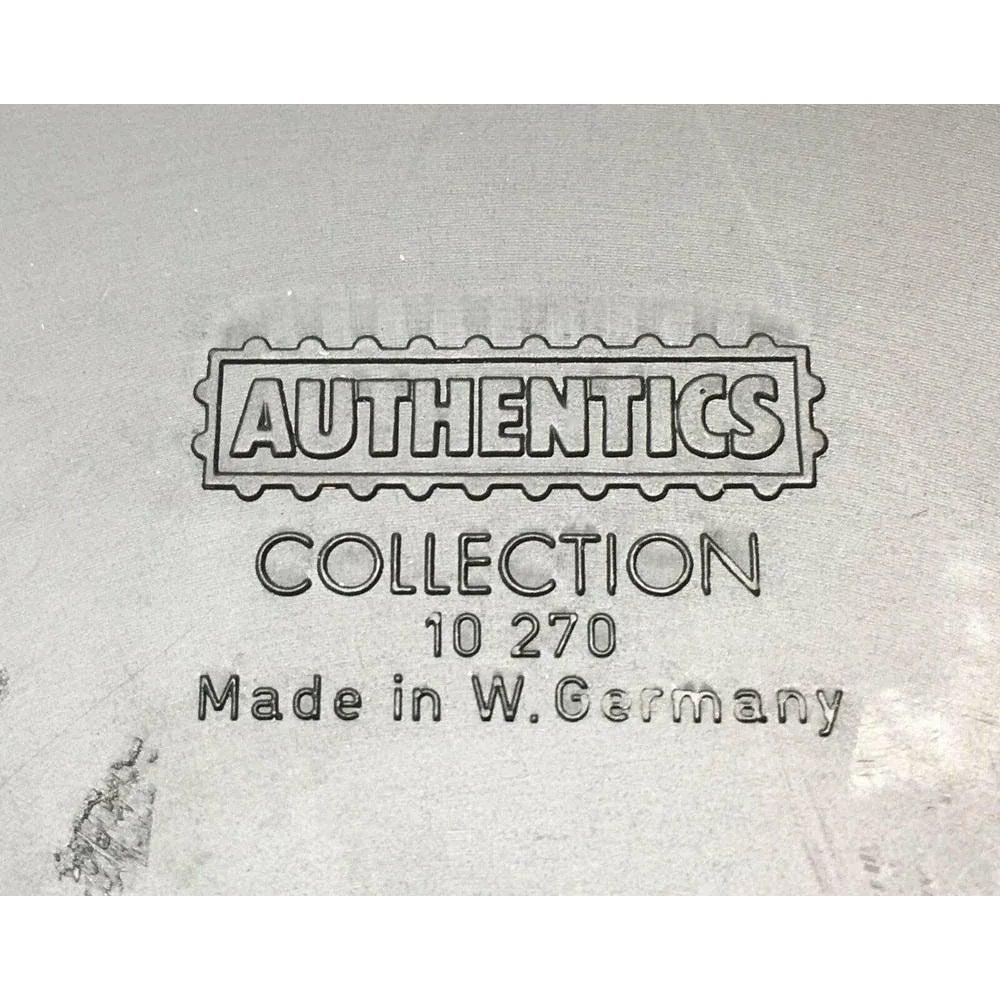 AUTHENTICS
COLLECTION
10 270
Made in W. Germany